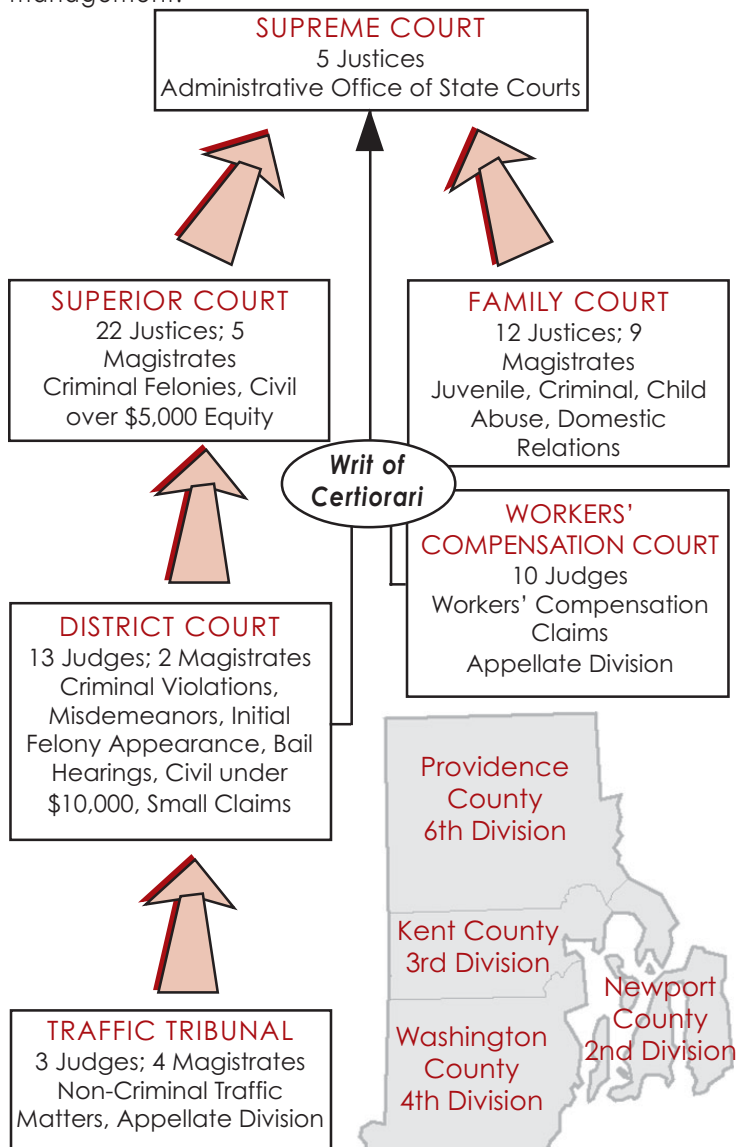 management.
SUPREME COURT
5 Justices
Administrative Office of State Courts
SUPERIOR COURT
22 Justices; 5
Magistrates
Criminal Felonies, Civil
over $5,000 Equity
FAMILY COURT
12 Justices; 9
Magistrates
Juvenile, Criminal, Child
Abuse, Domestic
Relations
Writ of
Certiorari
WORKERS'
COMPENSATION COURT
10 Judges
Workers' Compensation
Claims
Appellate Division
DISTRICT COURT
13 Judges; 2 Magistrates
Criminal Violations,
Misdemeanors, Initial
Felony Appearance, Bail
Hearings, Civil under
$10,000, Small Claims
TRAFFIC TRIBUNAL
3 Judges; 4 Magistrates
Non-Criminal Traffic
Matters, Appellate Division
Providence
County
6th Division
Kent County
3rd Division
Newport
County
2nd Division
Washington
County
4th Division